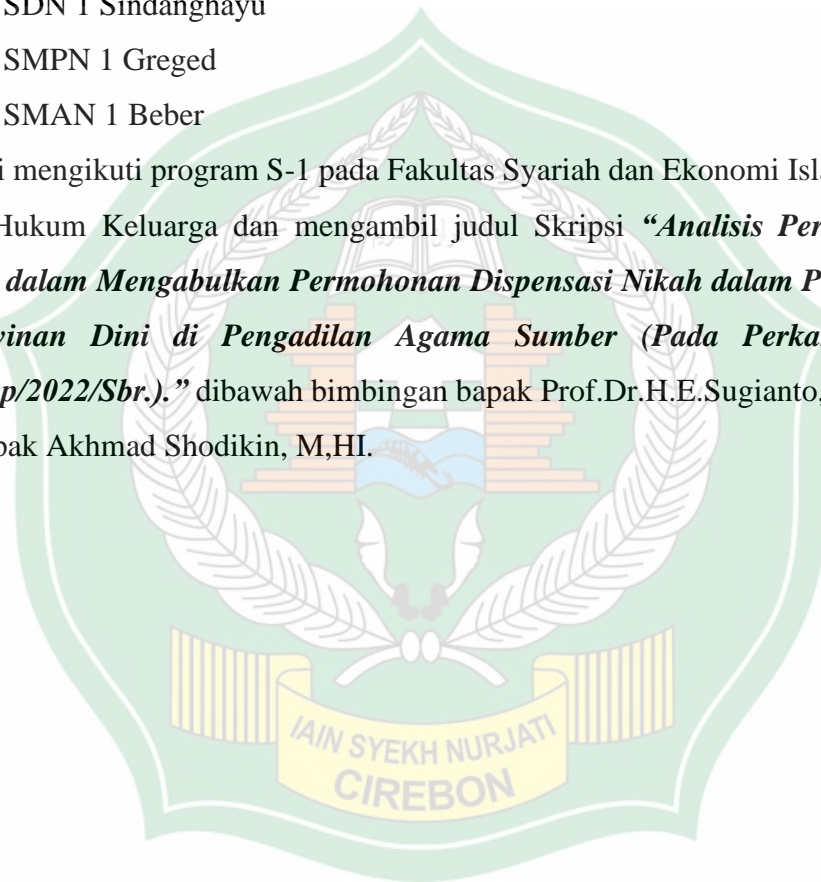 SDN 1 Sindanghayu
SMPN 1 Greged
SMAN 1 Beber
i mengikuti program S-1 pada Fakultas Syariah dan Ekonomi Isla
Hukum Keluarga dan mengambil judul Skripsi “Analisis Per
dalam Mengabulkan Permohonan Dispensasi Nikah dalam P
vinan Dini di Pengadilan Agama Sumber (Pada Perka
p/2022/Sbr.).” dibawah bimbingan bapak Prof.Dr.H.E.Sugianto,
pak Akhmad Shodikin, M,HI.
IAIN SYEKH NURJATI
CIREBON